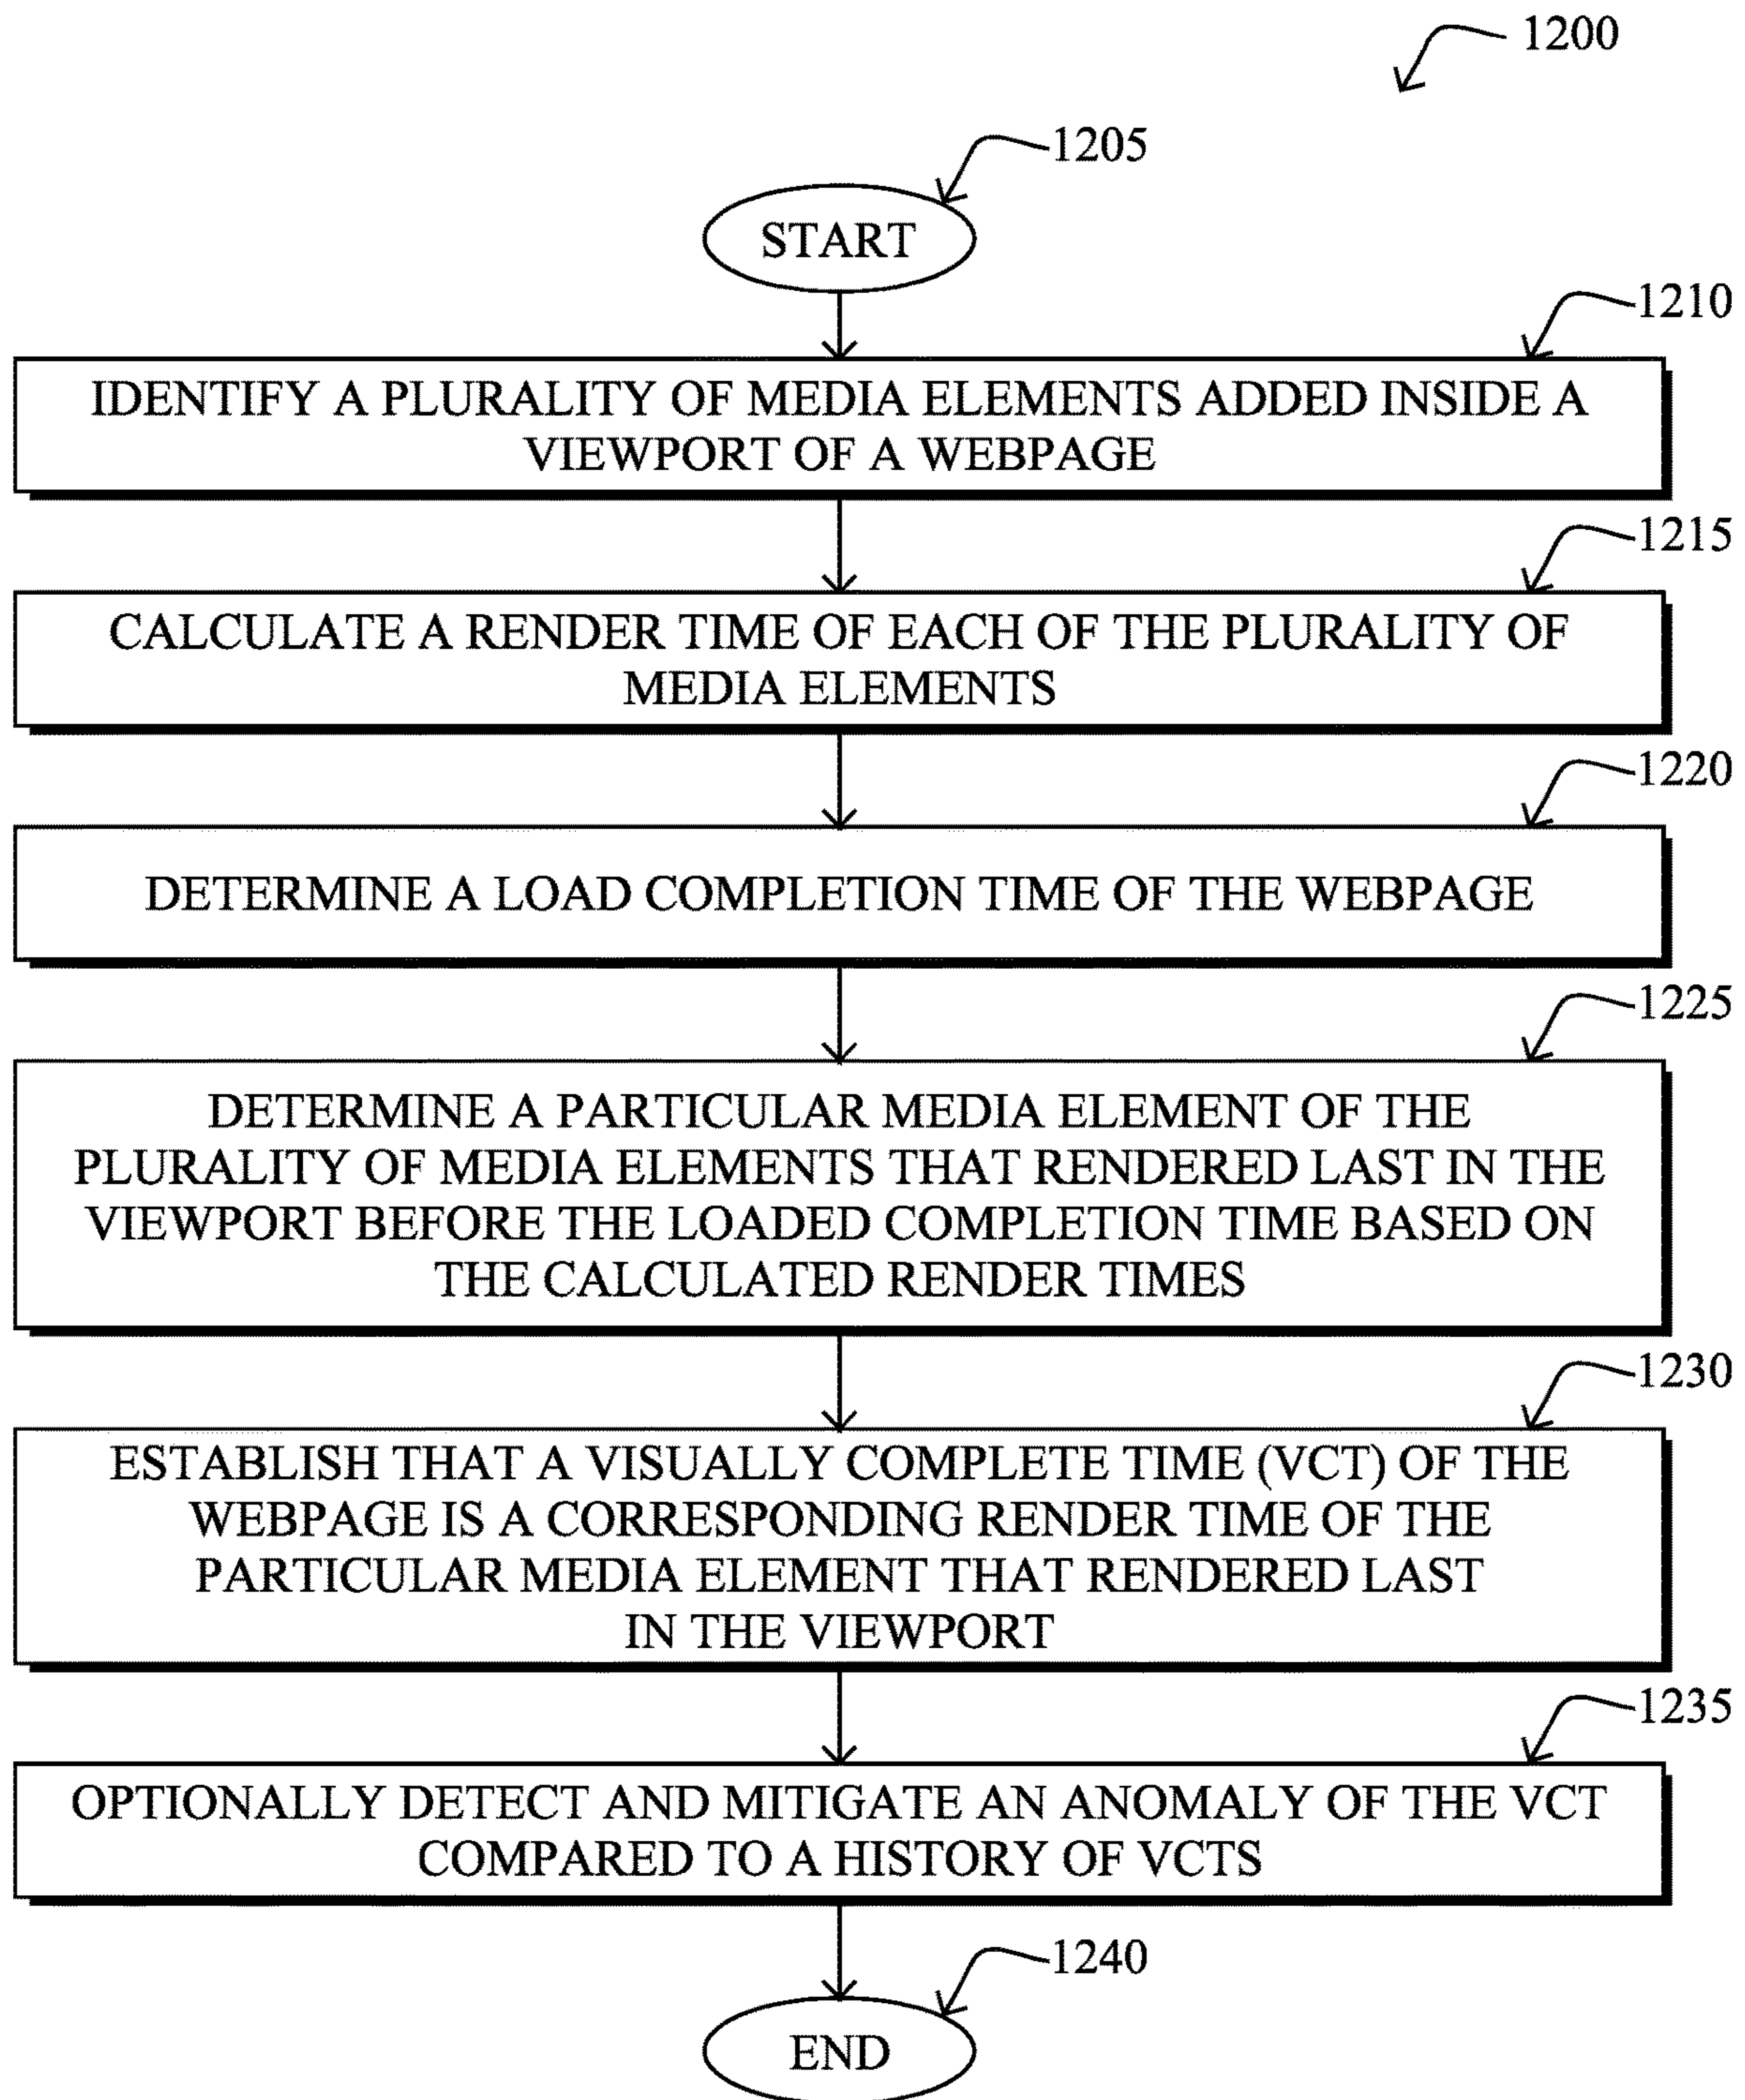 1200
1205
START
1210
IDENTIFY A PLURALITY OF MEDIA ELEMENTS ADDED INSIDE A
VIEWPORT OF A WEBPAGE
1215
CALCULATE A RENDER TIME OF EACH OF THE PLURALITY OF
MEDIA ELEMENTS
1220
DETERMINE A LOAD COMPLETION TIME OF THE WEBPAGE
1225
DETERMINE A PARTICULAR MEDIA ELEMENT OF THE
PLURALITY OF MEDIA ELEMENTS THAT RENDERED LAST IN THE
VIEWPORT BEFORE THE LOADED COMPLETION TIME BASED ON
THE CALCULATED RENDER TIMES
1230
ESTABLISH THAT A VISUALLY COMPLETE TIME (VCT) OF THE
WEBPAGE IS A CORRESPONDING RENDER TIME OF THE
PARTICULAR MEDIA ELEMENT THAT RENDERED LAST
IN THE VIEWPORT
1235
OPTIONALLY DETECT AND MITIGATE AN ANOMALY OF THE VCT
COMPARED TO A HISTORY OF VCTS
1240
END